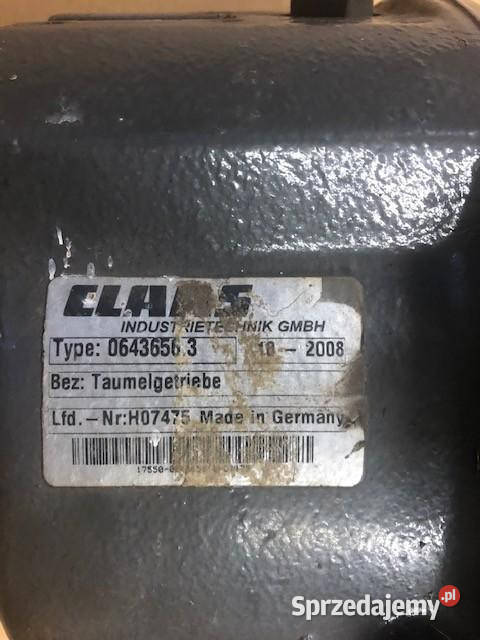 CLAAS
INDUSTRIETECHNIK GMBH
Type: 0643656.3 10 – 2008
Bez: Taumelgetriebe
Lfd.–Nr:H07475 Made in Germany
Sprzedajemy.pl